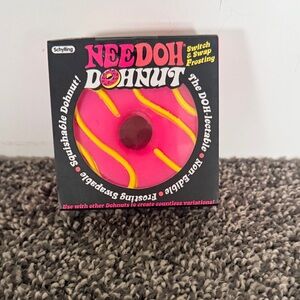 Schylling
NEEDOH
DOHNUT
Switch
& Swap
Frosting
Squishable Dohnut!
The DOH-lectable
Non Edible
Frosting Swapable
Use with other Dohnuts to create countless variations!